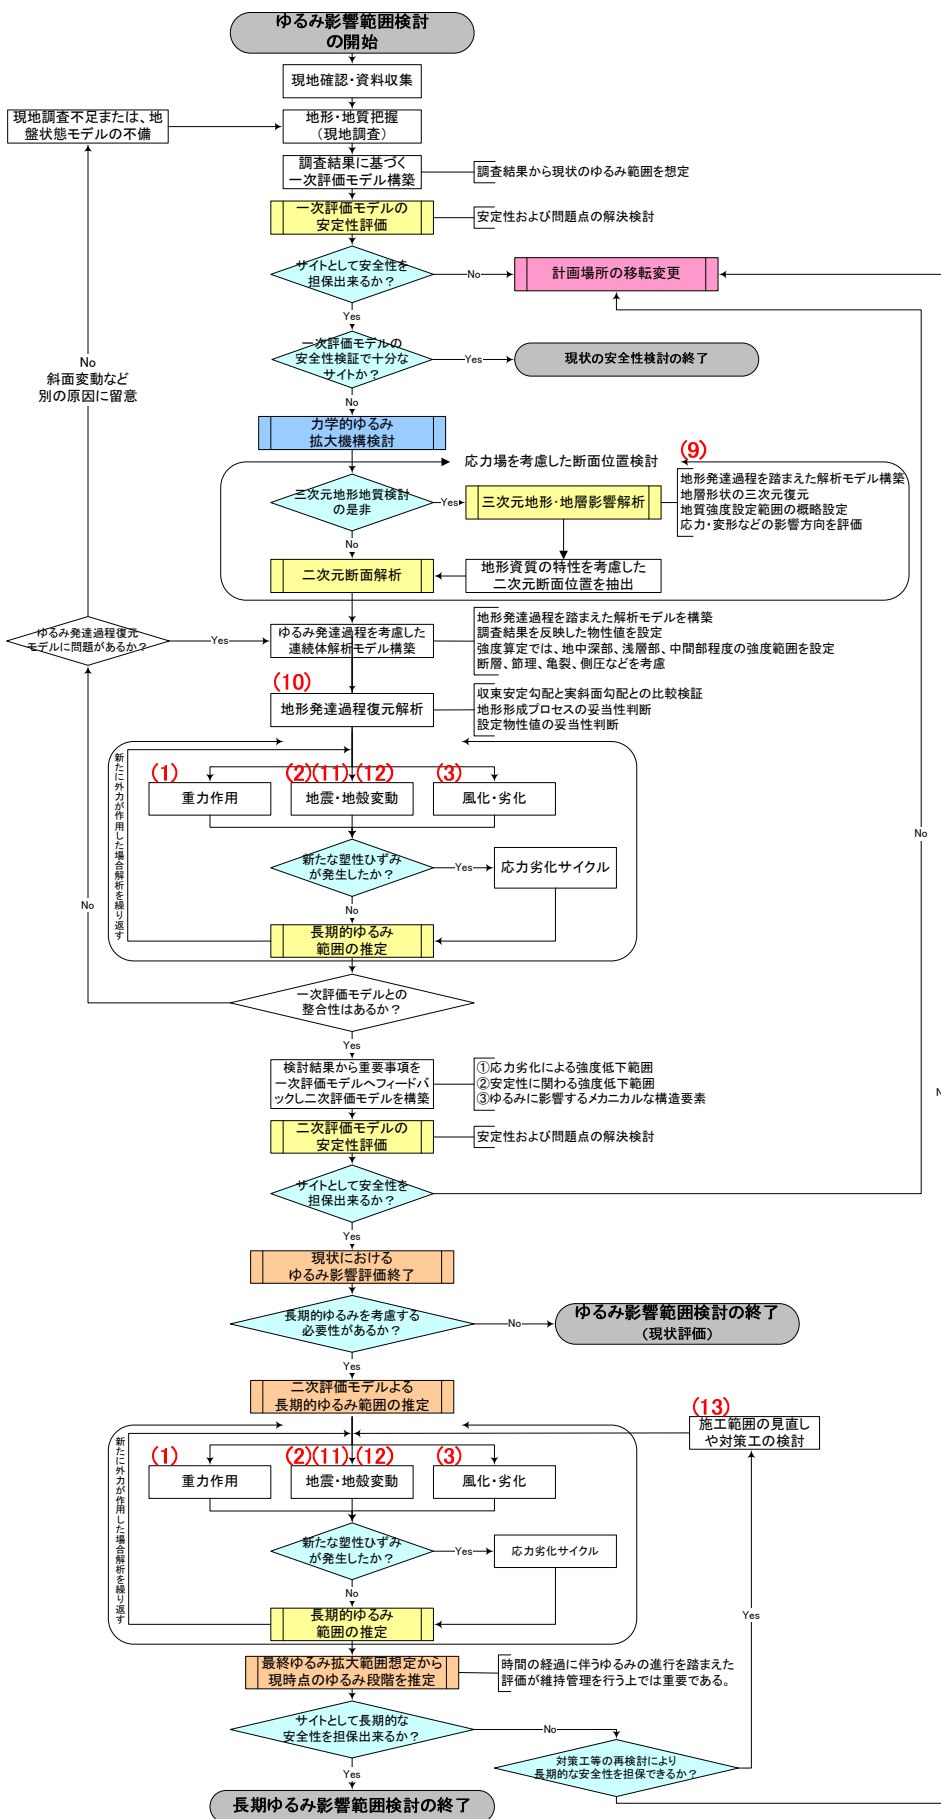 ゆるみ影響範囲検討
の開始
現地確認・資料収集
現地調査不足または、地
盤状態モデルの不備
地形・地質把握
(現地調査)
調査結果に基づく
一次評価モデル構築
調査結果から現状のゆるみ範囲を想定
一次評価モデルの
安定性評価
安定性および問題点の解決検討
サイトとして安全性を
担保出来るか？
No
計画場所の移転変更
Yes
一次評価モデルの
安全性検証で十分な
サイトか？
Yes
現状の安全性検討の終了
No
斜面変動など
別の原因に留意
No
力学的ゆるみ
拡大機構検討
応力場を考慮した断面位置検討
(9)
三次元地形地質検討
の是非
Yes
三次元地形・地層影響解析
地形発達過程を踏まえた解析モデル構築
地層形状の三次元復元
地質強度設定範囲の概略設定
応力・変形などの影響方向を評価
No
二次元断面解析
地形資質の特性を考慮した
二次元断面位置を抽出
ゆるみ発達過程復元
モデルに問題があるか？
Yes
ゆるみ発達過程を考慮した
連続体解析モデル構築
地形発達過程を踏まえた解析モデルを構築
調査結果を反映した物性値を設定
強度算定では、地中深部、浅層部、中間部程度の強度範囲を設定
断層、節理、亀裂、側圧などを考慮
(10)
地形発達過程復元解析
収束安定勾配と実斜面勾配との比較検証
地形形成プロセスの妥当性判断
設定物性値の妥当性判断
新たに外力が作用した場合解析を繰り返す
(1)
重力作用
(2)(11)(12)
地震・地殻変動
(3)
風化・劣化
No
新たな塑性ひずみ
が発生したか？
Yes
応力劣化サイクル
No
No
長期的ゆるみ
範囲の推定
一次評価モデルとの
整合性はあるか？
Yes
検討結果から重要事項を
一次評価モデルへフィードバ
ックし二次評価モデルを構築
①応力劣化による強度低下範囲
②安定性に関わる強度低下範囲
③ゆるみに影響するメカニカルな構造要素
二次評価モデルの
安定性評価
安定性および問題点の解決検討
サイトとして安全性を
担保出来るか？
Yes
現状における
ゆるみ影響評価終了
長期的ゆるみを考慮する
必要性があるか？
No
ゆるみ影響範囲検討の終了
(現状評価)
Yes
二次評価モデルよる
長期的ゆるみ範囲の推定
(13)
施工範囲の見直し
や対策工の検討
新たに外力が作用した場合解析を繰り返す
(1)
重力作用
(2)(11)(12)
地震・地殻変動
(3)
風化・劣化
新たな塑性ひずみ
が発生したか？
Yes
応力劣化サイクル
No
長期的ゆるみ
範囲の推定
Yes
最終ゆるみ拡大範囲想定から
現時点のゆるみ段階を推定
時間の経過に伴うゆるみの進行を踏まえた
評価が維持管理を行う上では重要である。
サイトとして長期的な
安全性を担保出来るか？
No
対策工等の再検討により
長期的な安全性を担保できるか？
Yes
長期ゆるみ影響範囲検討の終了